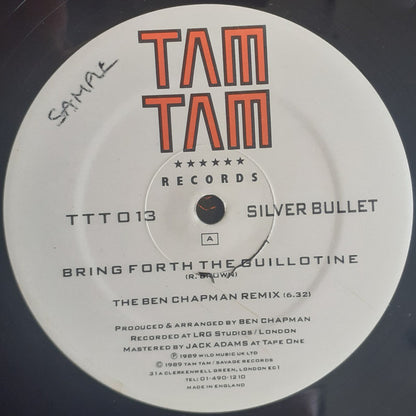 SAMPLE
TAM
TAM
★★★★★★
RECORDS
TTT 013 SILVER BULLET
A
BRING FORTH THE GUILLOTINE
(R. BROWN)
THE BEN CHAPMAN REMIX (6.32)
PRODUCED & ARRANGED BY BEN CHAPMAN
RECORDED AT LRG STUDIOS / LONDON
MASTERED BY JACK ADAMS AT TAPE ONE
Ⓟ 1989 WILD MUSIC UK LTD
© 1989 TAM TAM / SAVAGE RECORDS
31A CLERKENWELL GREEN, LONDON EC1
TEL: 01-490-1210
MADE IN ENGLAND